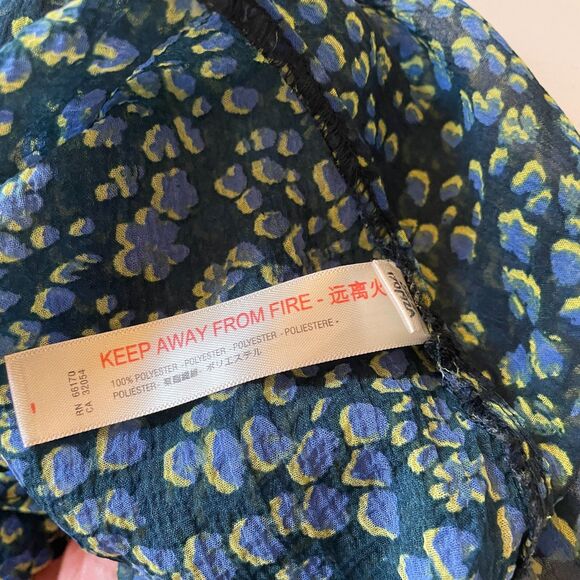 KEEP AWAY FROM FIRE - 远离火
100% POLYESTER - POLYESTER - POLYESTER - POLIESTERE -
POLIESTER - 聚酯纖維 - ポリエステル
RN 66170
CA 32054